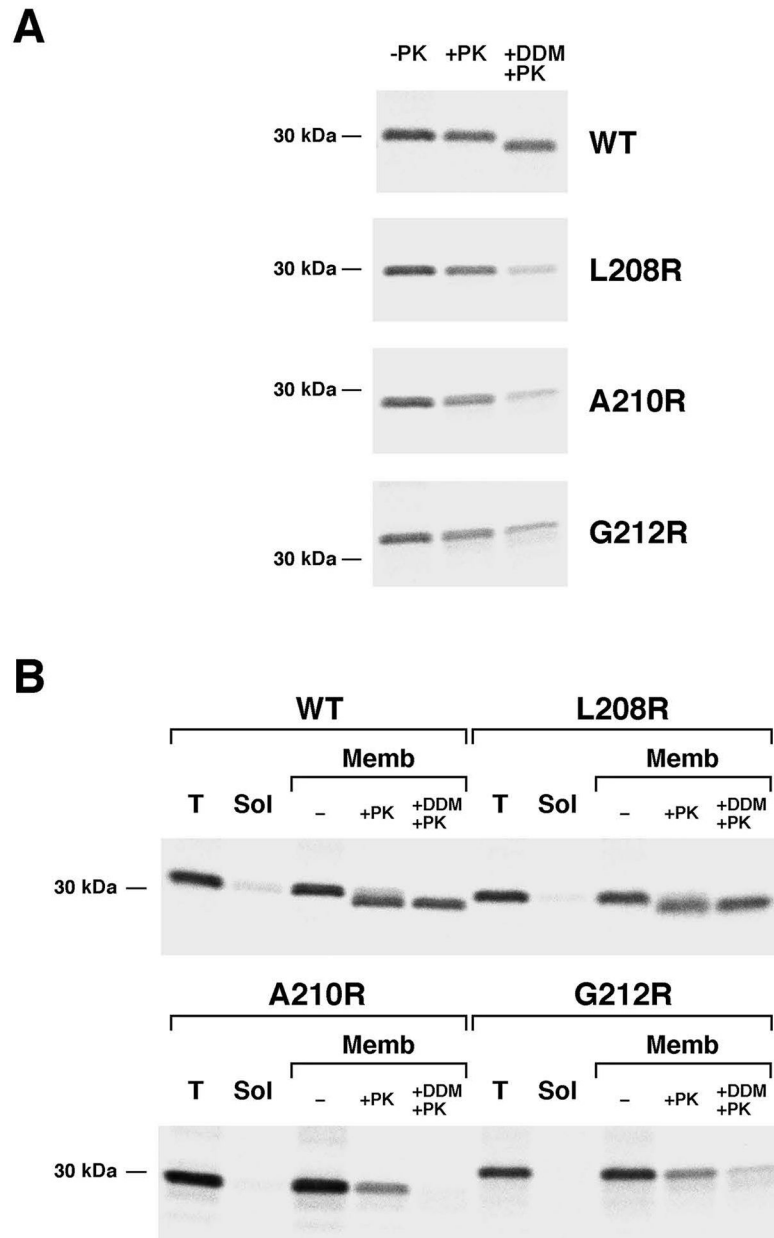 A
-PK +PK +DDM
+PK
30 kDa — WT
30 kDa — L208R
30 kDa — A210R
30 kDa — G212R
B
WT L208R
Memb Memb
T Sol – +PK +DDM
+PK T Sol – +PK +DDM
+PK
30 kDa —
A210R G212R
Memb Memb
T Sol – +PK +DDM
+PK T Sol – +PK +DDM
+PK
30 kDa —